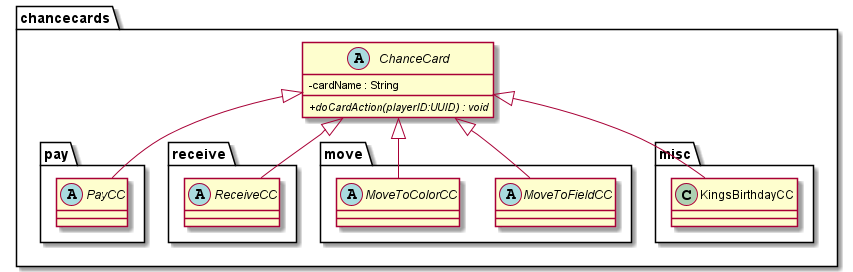 chancecards
A ChanceCard
-cardName : String
+doCardAction(playerID:UUID) : void
pay
receive
move
misc
A PayCC
A ReceiveCC
A MoveToColorCC
A MoveToFieldCC
C KingsBirthdayCC